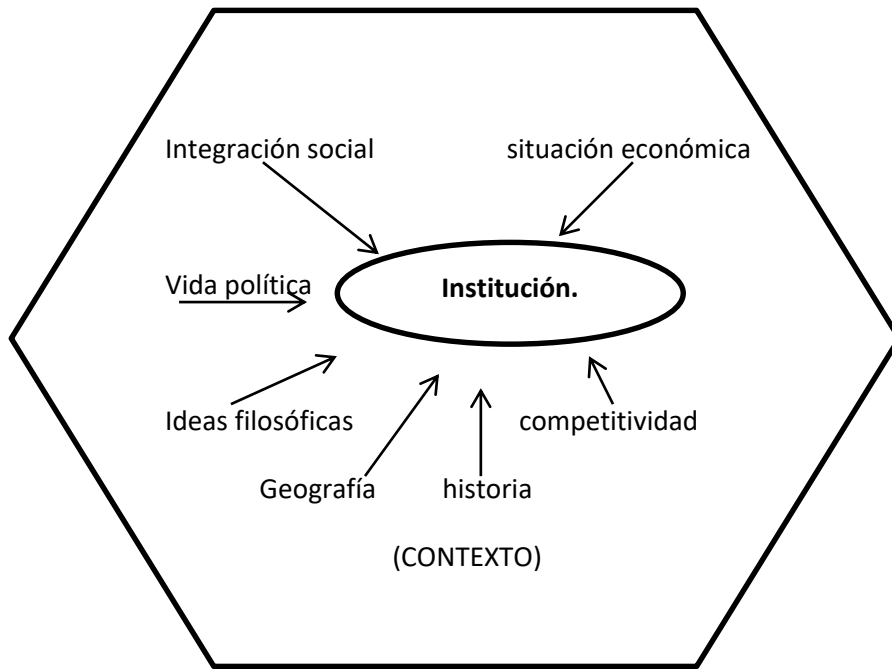 Integración social situación económica
Institución.
Vida política
Ideas filosóficas competitividad
Geografía historia
(CONTEXTO)